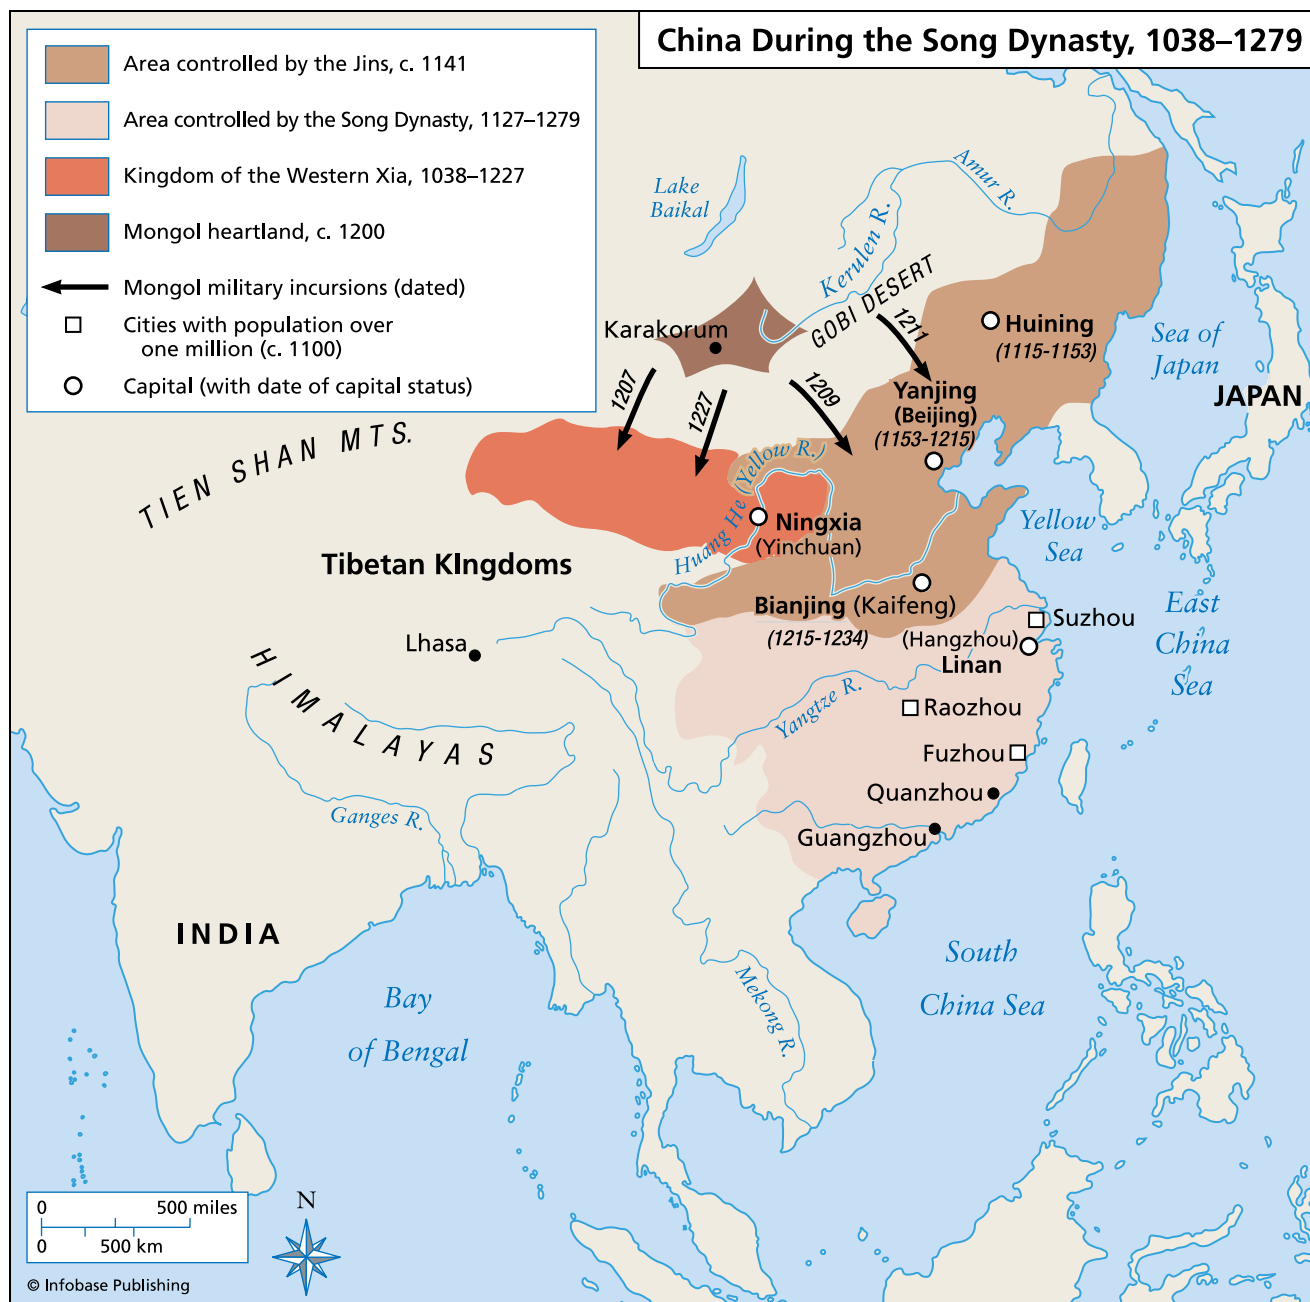 China During the Song Dynasty, 1038–1279
Area controlled by the Jins, c. 1141
Area controlled by the Song Dynasty, 1127–1279
Kingdom of the Western Xia, 1038–1227
Mongol heartland, c. 1200
Mongol military incursions (dated)
Cities with population over
one million (c. 1100)
Capital (with date of capital status)
Lake
Baikal
Amur R.
Kerulen R.
GOBI DESERT
Karakorum
1211
Huining
(1115-1153)
Sea of
Japan
JAPAN
1207
1227
1209
Yanjing
(Beijing)
(1153-1215)
TIEN SHAN MTS.
Huang He (Yellow R.)
Ningxia
(Yinchuan)
Yellow
Sea
Tibetan KIngdoms
Bianjing (Kaifeng)
(1215-1234)
Suzhou
(Hangzhou)
Linan
East
China
Sea
Lhasa
HIMALAYAS
Yangtze R.
Raozhou
Fuzhou
Quanzhou
Guangzhou
Ganges R.
INDIA
Bay
of Bengal
Mekong R.
South
China Sea
0 500 miles
0 500 km
N
© Infobase Publishing